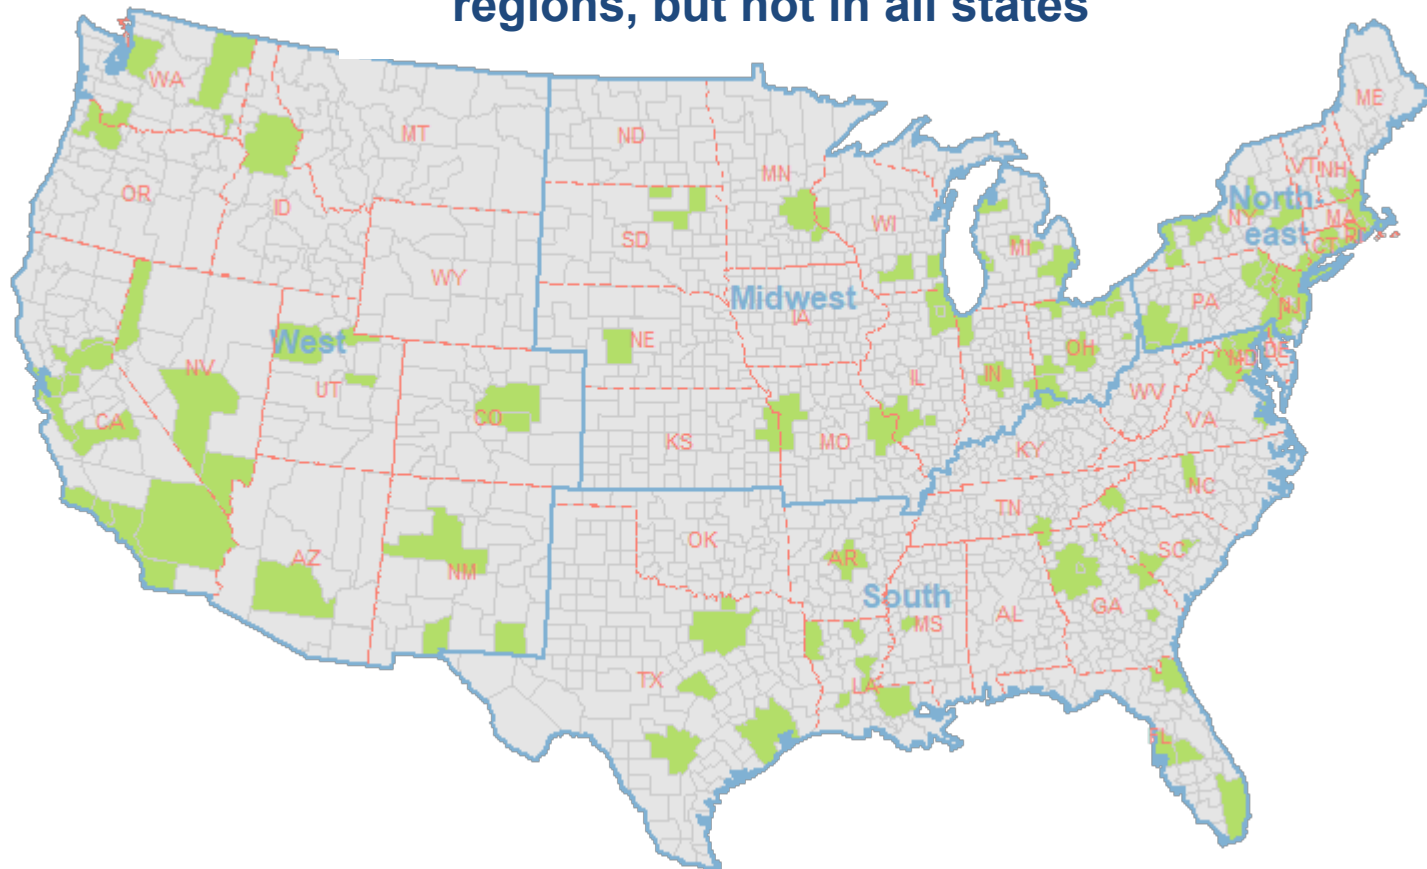 regions, but not in all states
WA
MT
ND
MN
ME
VT
NH
OR
ID
SD
WI
MI
NY
North-
east
MA
CT
RI
WY
Midwest
IA
PA
NJ
West
NE
OH
MD
DE
NV
UT
IL
IN
WV
CA
CO
KS
MO
KY
VA
NC
TN
AZ
NM
OK
AR
South
SC
MS
AL
GA
TX
LA
FL